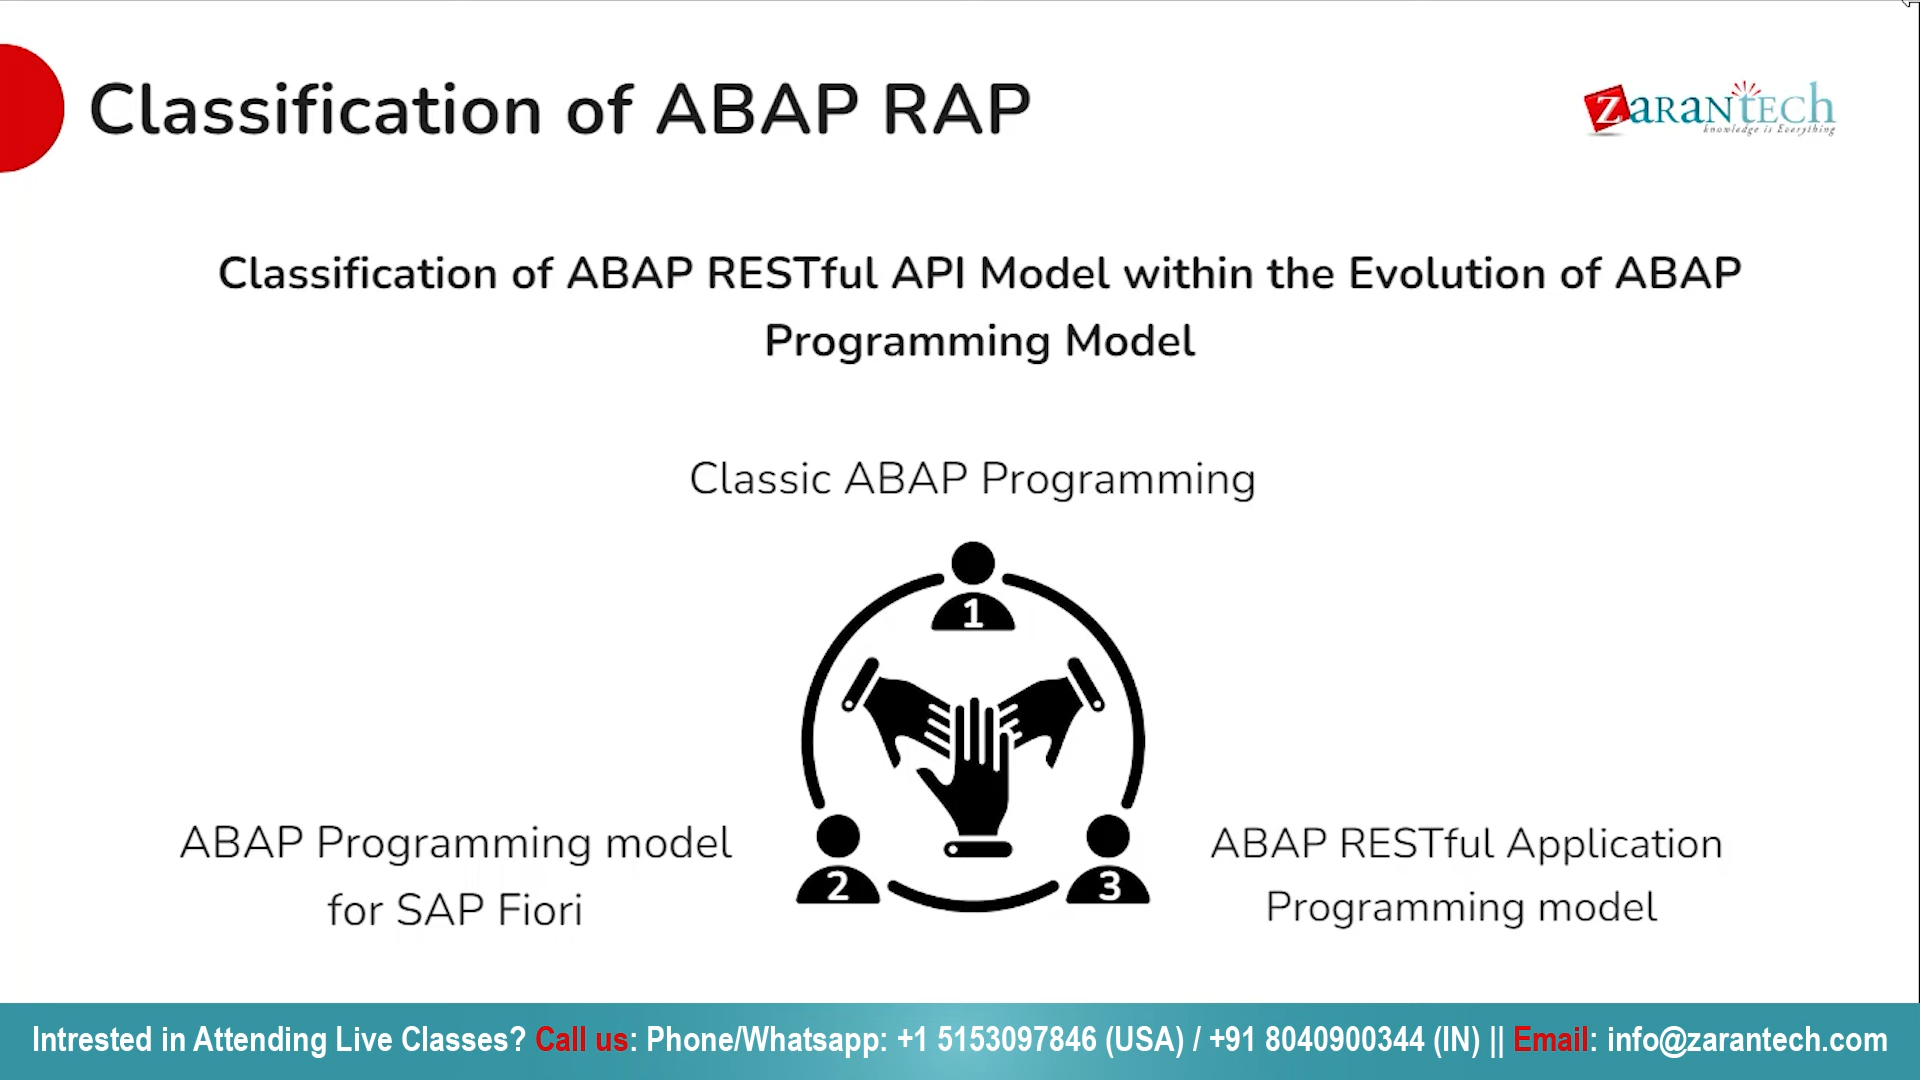 Classification of ABAP RAP
ZARANTECH
knowledge is Everything
Classification of ABAP RESTful API Model within the Evolution of ABAP
Programming Model
Classic ABAP Programming
1
2
3
ABAP Programming model
for SAP Fiori
ABAP RESTful Application
Programming model
Intrested in Attending Live Classes? Call us: Phone/Whatsapp: +1 5153097846 (USA) / +91 8040900344 (IN) || Email: info@zarantech.com